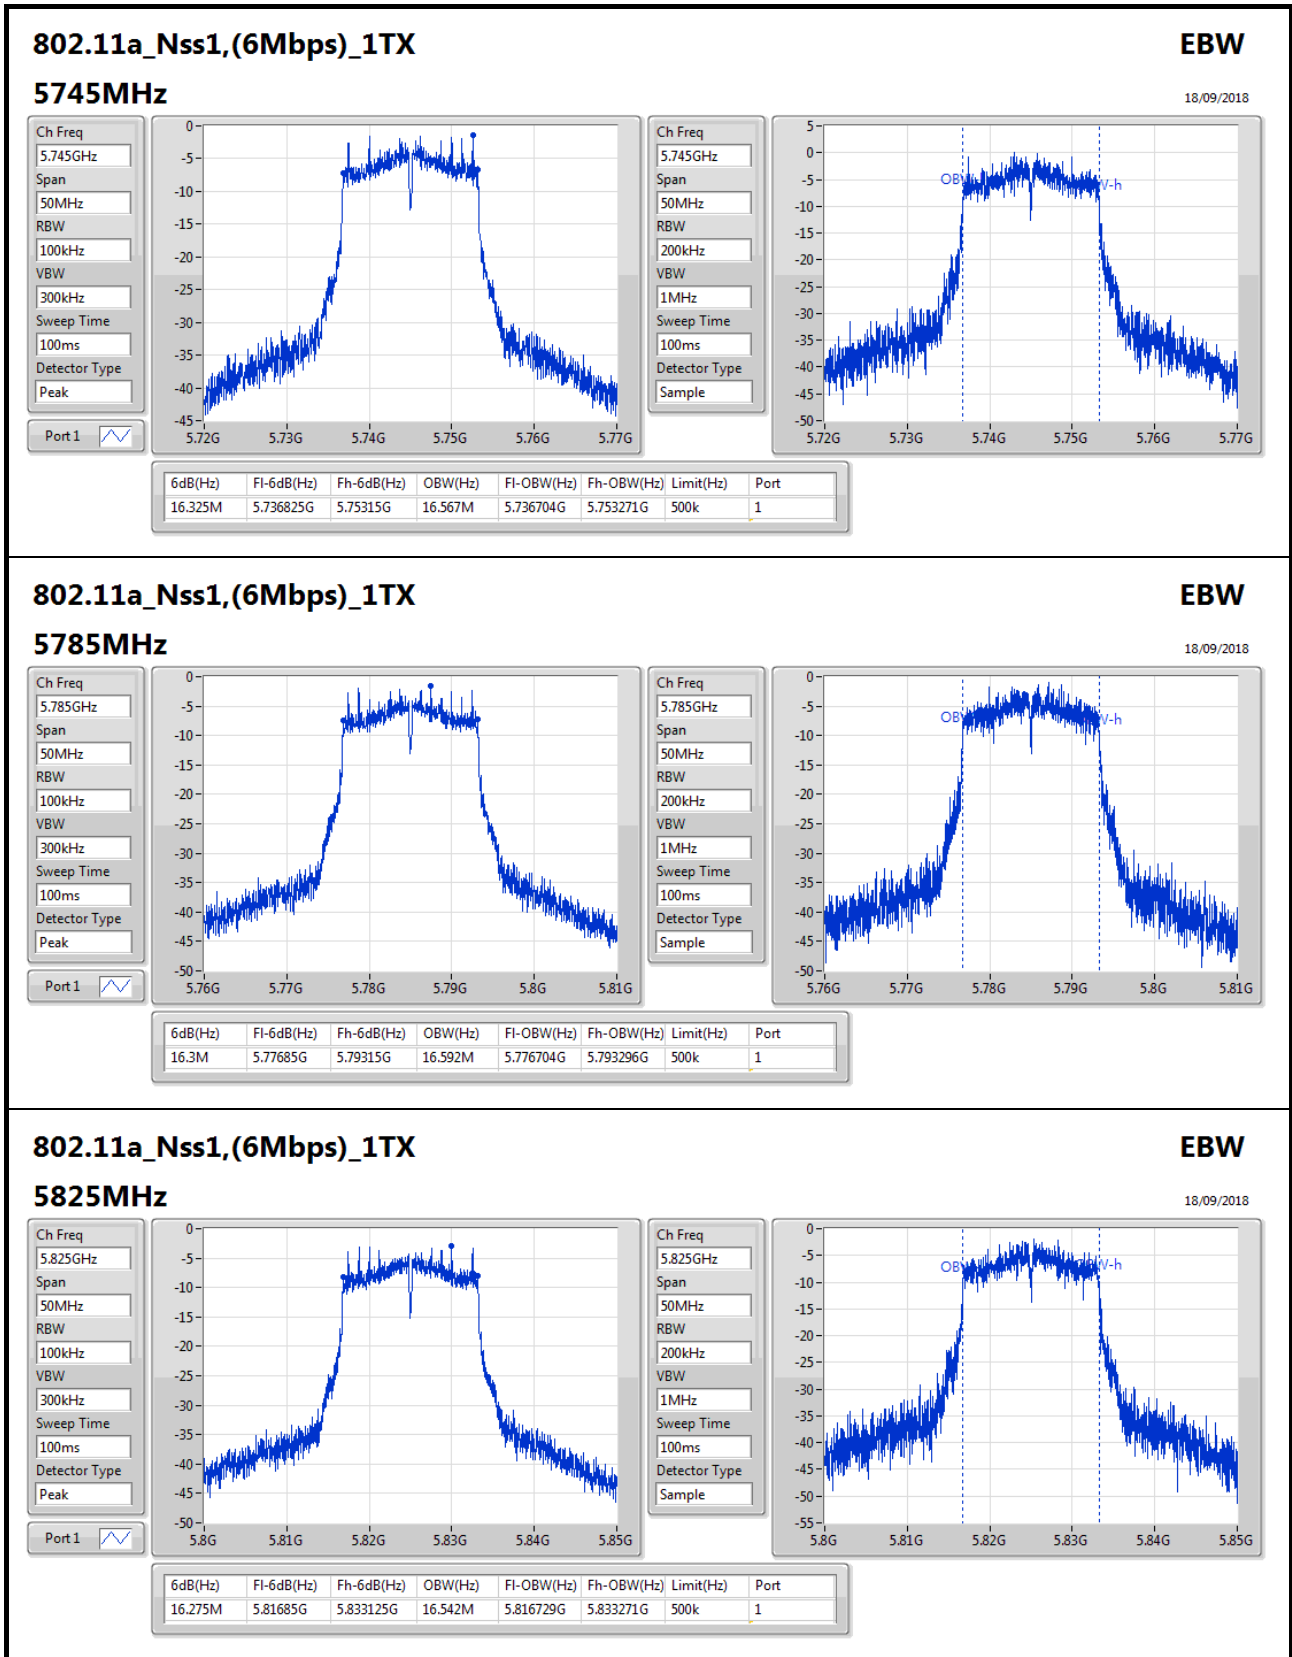 802.11a_Nss1,(6Mbps)_1TX EBW
5745MHz 18/09/2018
Ch Freq
5.745GHz
Span
50MHz
RBW
100kHz
VBW
300kHz
Sweep Time
100ms
Detector Type
Peak
Port 1
0
-5
-10
-15
-20
-25
-30
-35
-40
-45
5.72G 5.73G 5.74G 5.75G 5.76G 5.77G
Ch Freq
5.745GHz
Span
50MHz
RBW
200kHz
VBW
1MHz
Sweep Time
100ms
Detector Type
Sample
5
0
-5
-10
-15
-20
-25
-30
-35
-40
-45
-50
5.72G 5.73G 5.74G 5.75G 5.76G 5.77G
6dB(Hz) Fl-6dB(Hz) Fh-6dB(Hz) OBW(Hz) Fl-OBW(Hz) Fh-OBW(Hz) Limit(Hz) Port
16.325M 5.736825G 5.75315G 16.567M 5.736704G 5.753271G 500k 1
802.11a_Nss1,(6Mbps)_1TX EBW
5785MHz 18/09/2018
Ch Freq
5.785GHz
Span
50MHz
RBW
100kHz
VBW
300kHz
Sweep Time
100ms
Detector Type
Peak
Port 1
0
-5
-10
-15
-20
-25
-30
-35
-40
-45
-50
5.76G 5.77G 5.78G 5.79G 5.8G 5.81G
Ch Freq
5.785GHz
Span
50MHz
RBW
200kHz
VBW
1MHz
Sweep Time
100ms
Detector Type
Sample
0
-5
-10
-15
-20
-25
-30
-35
-40
-45
-50
5.76G 5.77G 5.78G 5.79G 5.8G 5.81G
6dB(Hz) Fl-6dB(Hz) Fh-6dB(Hz) OBW(Hz) Fl-OBW(Hz) Fh-OBW(Hz) Limit(Hz) Port
16.3M 5.77685G 5.79315G 16.592M 5.776704G 5.793296G 500k 1
802.11a_Nss1,(6Mbps)_1TX EBW
5825MHz 18/09/2018
Ch Freq
5.825GHz
Span
50MHz
RBW
100kHz
VBW
300kHz
Sweep Time
100ms
Detector Type
Peak
Port 1
0
-5
-10
-15
-20
-25
-30
-35
-40
-45
-50
5.8G 5.81G 5.82G 5.83G 5.84G 5.85G
Ch Freq
5.825GHz
Span
50MHz
RBW
200kHz
VBW
1MHz
Sweep Time
100ms
Detector Type
Sample
0
-5
-10
-15
-20
-25
-30
-35
-40
-45
-50
-55
5.8G 5.81G 5.82G 5.83G 5.84G 5.85G
6dB(Hz) Fl-6dB(Hz) Fh-6dB(Hz) OBW(Hz) Fl-OBW(Hz) Fh-OBW(Hz) Limit(Hz) Port
16.275M 5.81685G 5.833125G 16.542M 5.816729G 5.833271G 500k 1